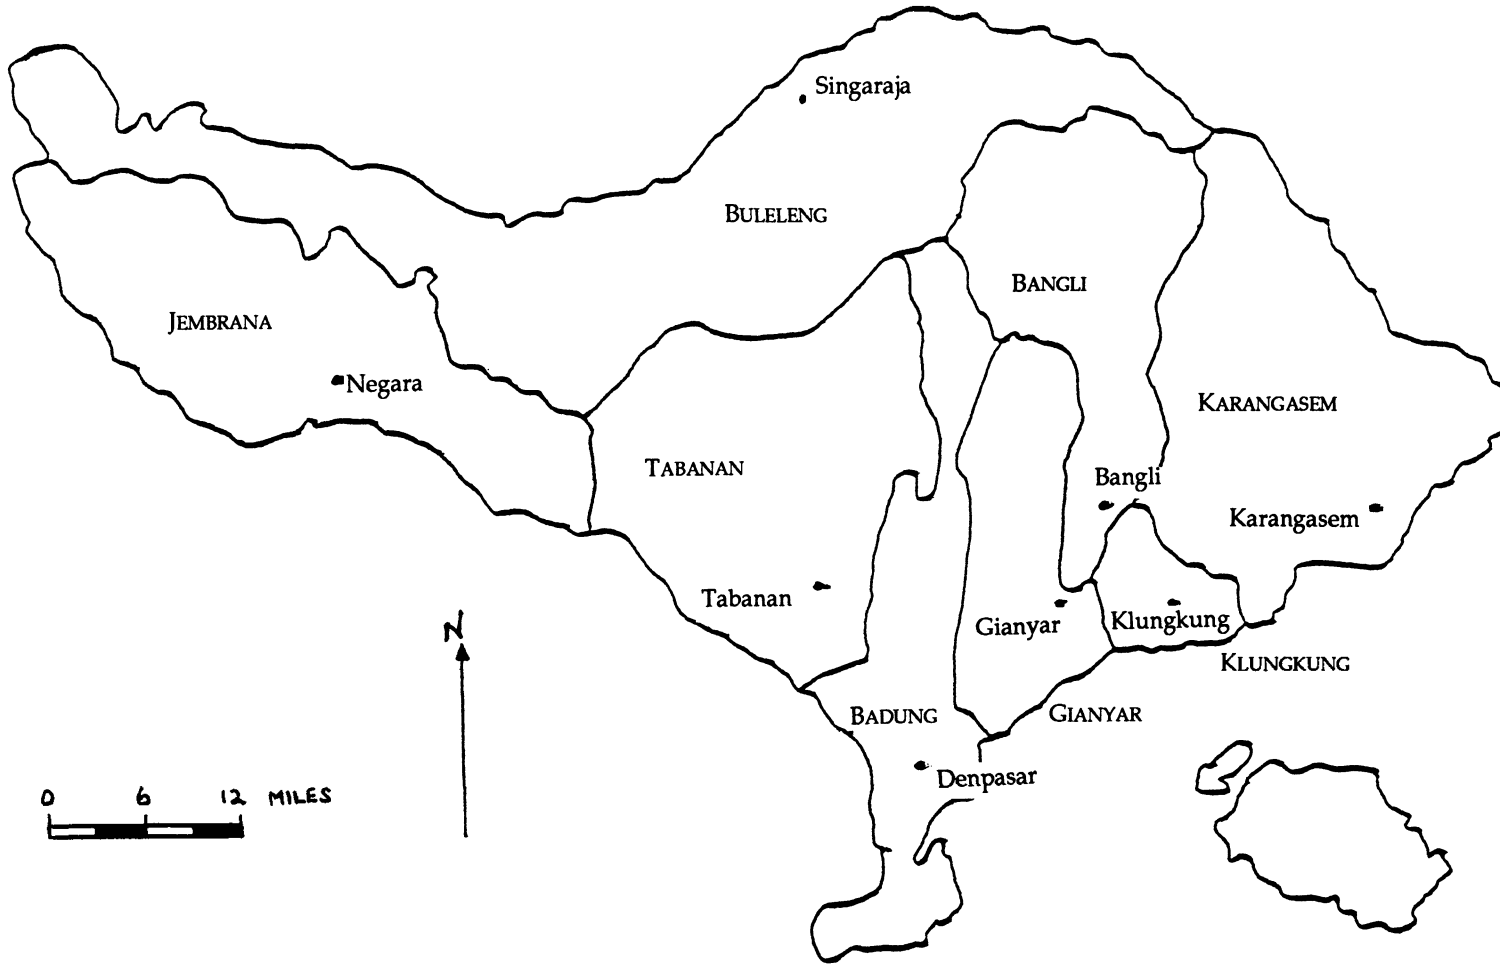 Singaraja
BULELENG
BANGLI
JEMBRANA
Negara
KARANGASEM
TABANAN
Bangli
Karangasem
Tabanan
Gianyar
Klungkung
N
KLUNGKUNG
BADUNG
GIANYAR
Denpasar
0 6 12 MILES